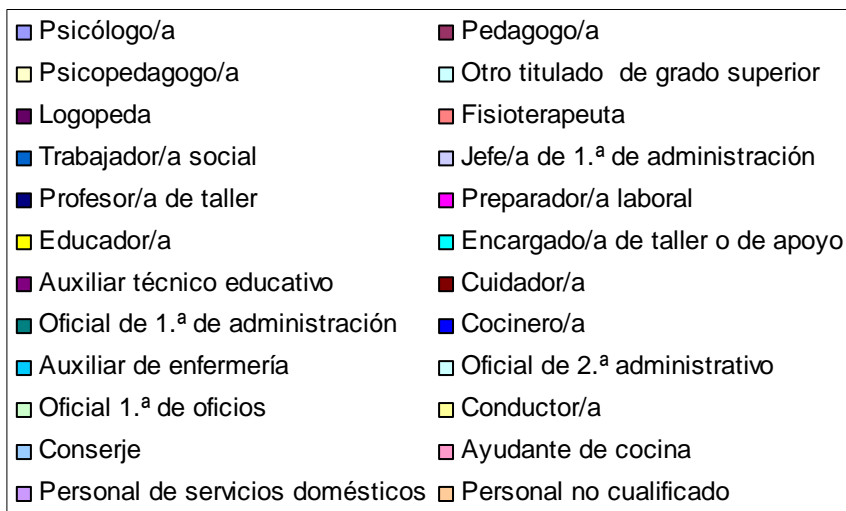 Psicólogo/a Pedagogo/a
Psicopedagogo/a Otro titulado de grado superior
Logopeda Fisioterapeuta
Trabajador/a social Jefe/a de 1.ª de administración
Profesor/a de taller Preparador/a laboral
Educador/a Encargado/a de taller o de apoyo
Auxiliar técnico educativo Cuidador/a
Oficial de 1.ª de administración Cocinero/a
Auxiliar de enfermería Oficial de 2.ª administrativo
Oficial 1.ª de oficios Conductor/a
Conserje Ayudante de cocina
Personal de servicios domésticos Personal no cualificado